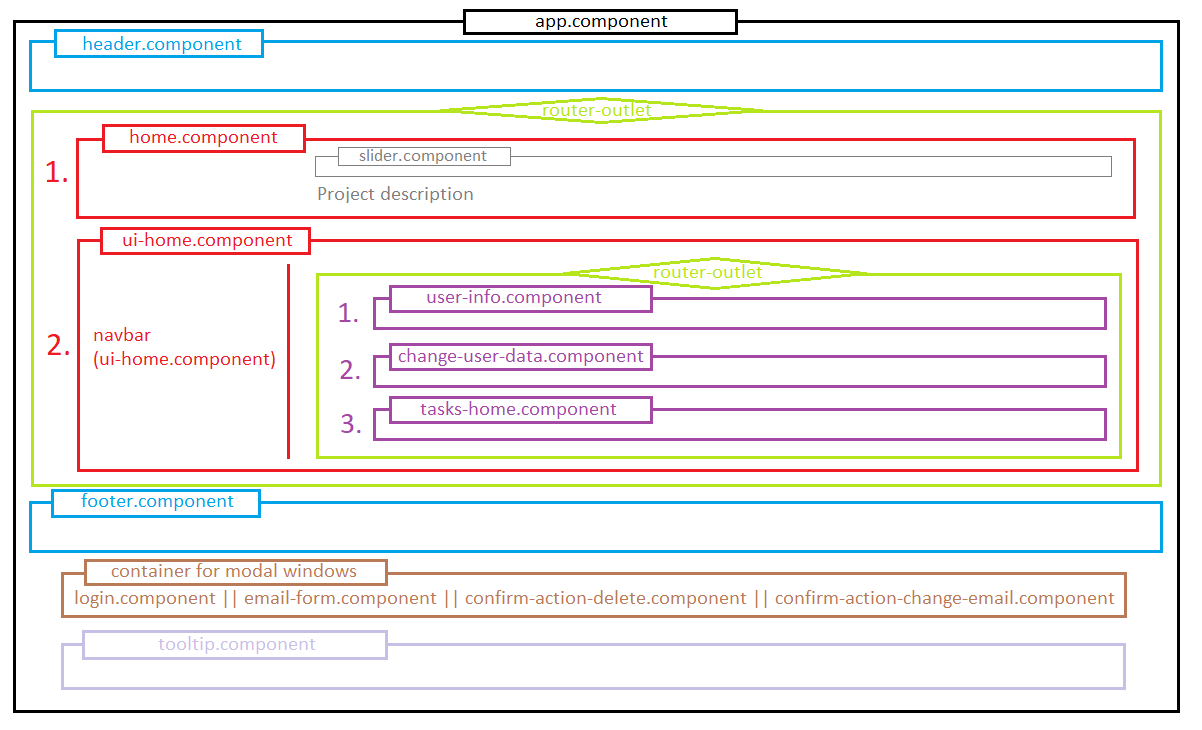 app.component
header.component
router-outlet
home.component
1.
slider.component
Project description
ui-home.component
2.
navbar
(ui-home.component)
router-outlet
user-info.component
1.
change-user-data.component
2.
tasks-home.component
3.
footer.component
container for modal windows
login.component || email-form.component || confirm-action-delete.component || confirm-action-change-email.component
tooltip.component